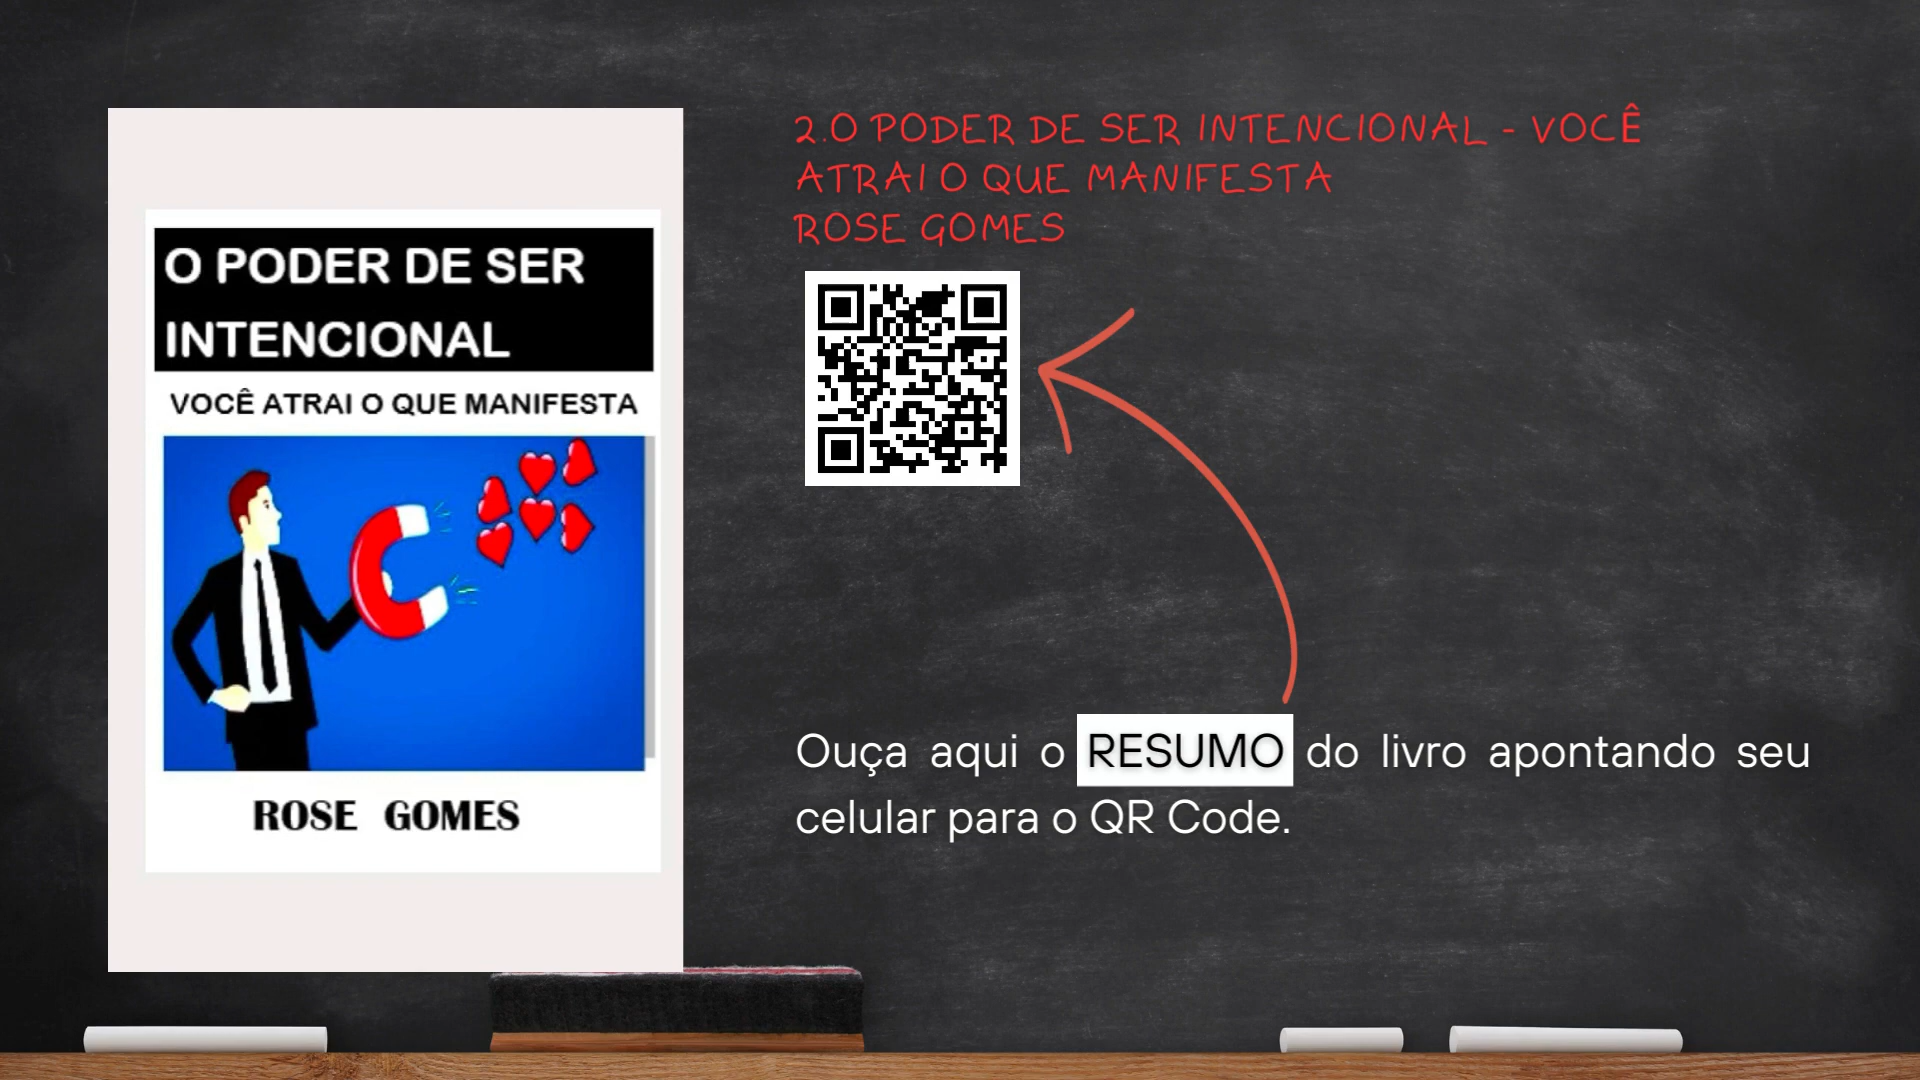 O PODER DE SER
INTENCIONAL
VOCÊ ATRAI O QUE MANIFESTA
ROSE GOMES
2.O PODER DE SER INTENCIONAL - VOCÊ
ATRAI O QUE MANIFESTA
ROSE GOMES
Ouça aqui o RESUMO do livro apontando seu
celular para o QR Code.